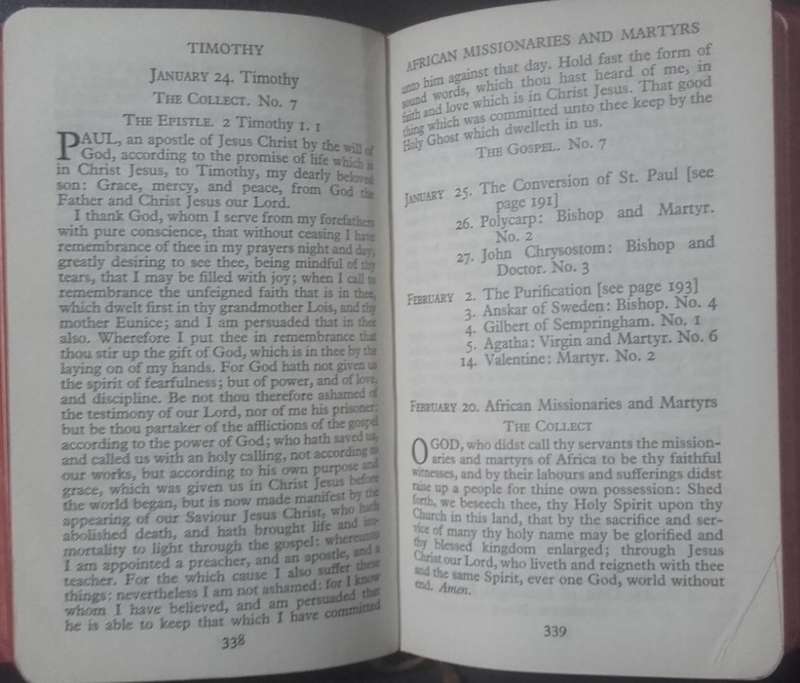 TIMOTHY
JANUARY 24. Timothy
THE COLLECT. No. 7
THE EPISTLE. 2 Timothy 1. 1
PAUL, an apostle of Jesus Christ by the will of
God, according to the promise of life which is
in Christ Jesus, to Timothy, my dearly beloved
son: Grace, mercy, and peace, from God the
Father and Christ Jesus our Lord.
I thank God, whom I serve from my forefathers
with pure conscience, that without ceasing I have
remembrance of thee in my prayers night and day,
greatly desiring to see thee, being mindful of thy
tears, that I may be filled with joy; when I call to
remembrance the unfeigned faith that is in thee,
which dwelt first in thy grandmother Lois, and thy
mother Eunice; and I am persuaded that in thee
also. Wherefore I put thee in remembrance that
thou stir up the gift of God, which is in thee by the
laying on of my hands. For God hath not given us
the spirit of fearfulness; but of power, and of love,
and discipline. Be not thou therefore ashamed of
the testimony of our Lord, nor of me his prisoner:
but be thou partaker of the afflictions of the gospel
according to the power of God; who hath saved us,
and called us with an holy calling, not according to
our works, but according to his own purpose and
grace, which was given us in Christ Jesus before
the world began, but is now made manifest by the
appearing of our Saviour Jesus Christ, who hath
abolished death, and hath brought life and im-
mortality to light through the gospel: whereunto
I am appointed a preacher, and an apostle, and a
teacher. For the which cause I also suffer these
things: nevertheless I am not ashamed: for I know
whom I have believed, and am persuaded that
he is able to keep that which I have committed
338
AFRICAN MISSIONARIES AND MARTYRS
unto him against that day. Hold fast the form of
sound words, which thou hast heard of me, in
faith and love which is in Christ Jesus. That good
thing which was committed unto thee keep by the
Holy Ghost which dwelleth in us.
THE GOSPEL. No. 7
JANUARY 25. The Conversion of St. Paul [see
page 191]
26. Polycarp: Bishop and Martyr.
No. 2
27. John Chrysostom: Bishop and
Doctor. No. 3
FEBRUARY 2. The Purification [see page 193]
3. Anskar of Sweden: Bishop. No. 4
4. Gilbert of Sempringham. No. 1
5. Agatha: Virgin and Martyr. No. 6
14. Valentine: Martyr. No. 2
FEBRUARY 20. African Missionaries and Martyrs
THE COLLECT
O GOD, who didst call thy servants the mission-
aries and martyrs of Africa to be thy faithful
witnesses, and by their labours and sufferings didst
raise up a people for thine own possession: Shed
forth, we beseech thee, thy Holy Spirit upon thy
Church in this land, that by the sacrifice and ser-
vice of many thy holy name may be glorified and
thy blessed kingdom enlarged; through Jesus
Christ our Lord, who liveth and reigneth with thee
and the same Spirit, ever one God, world without
end. Amen.
339